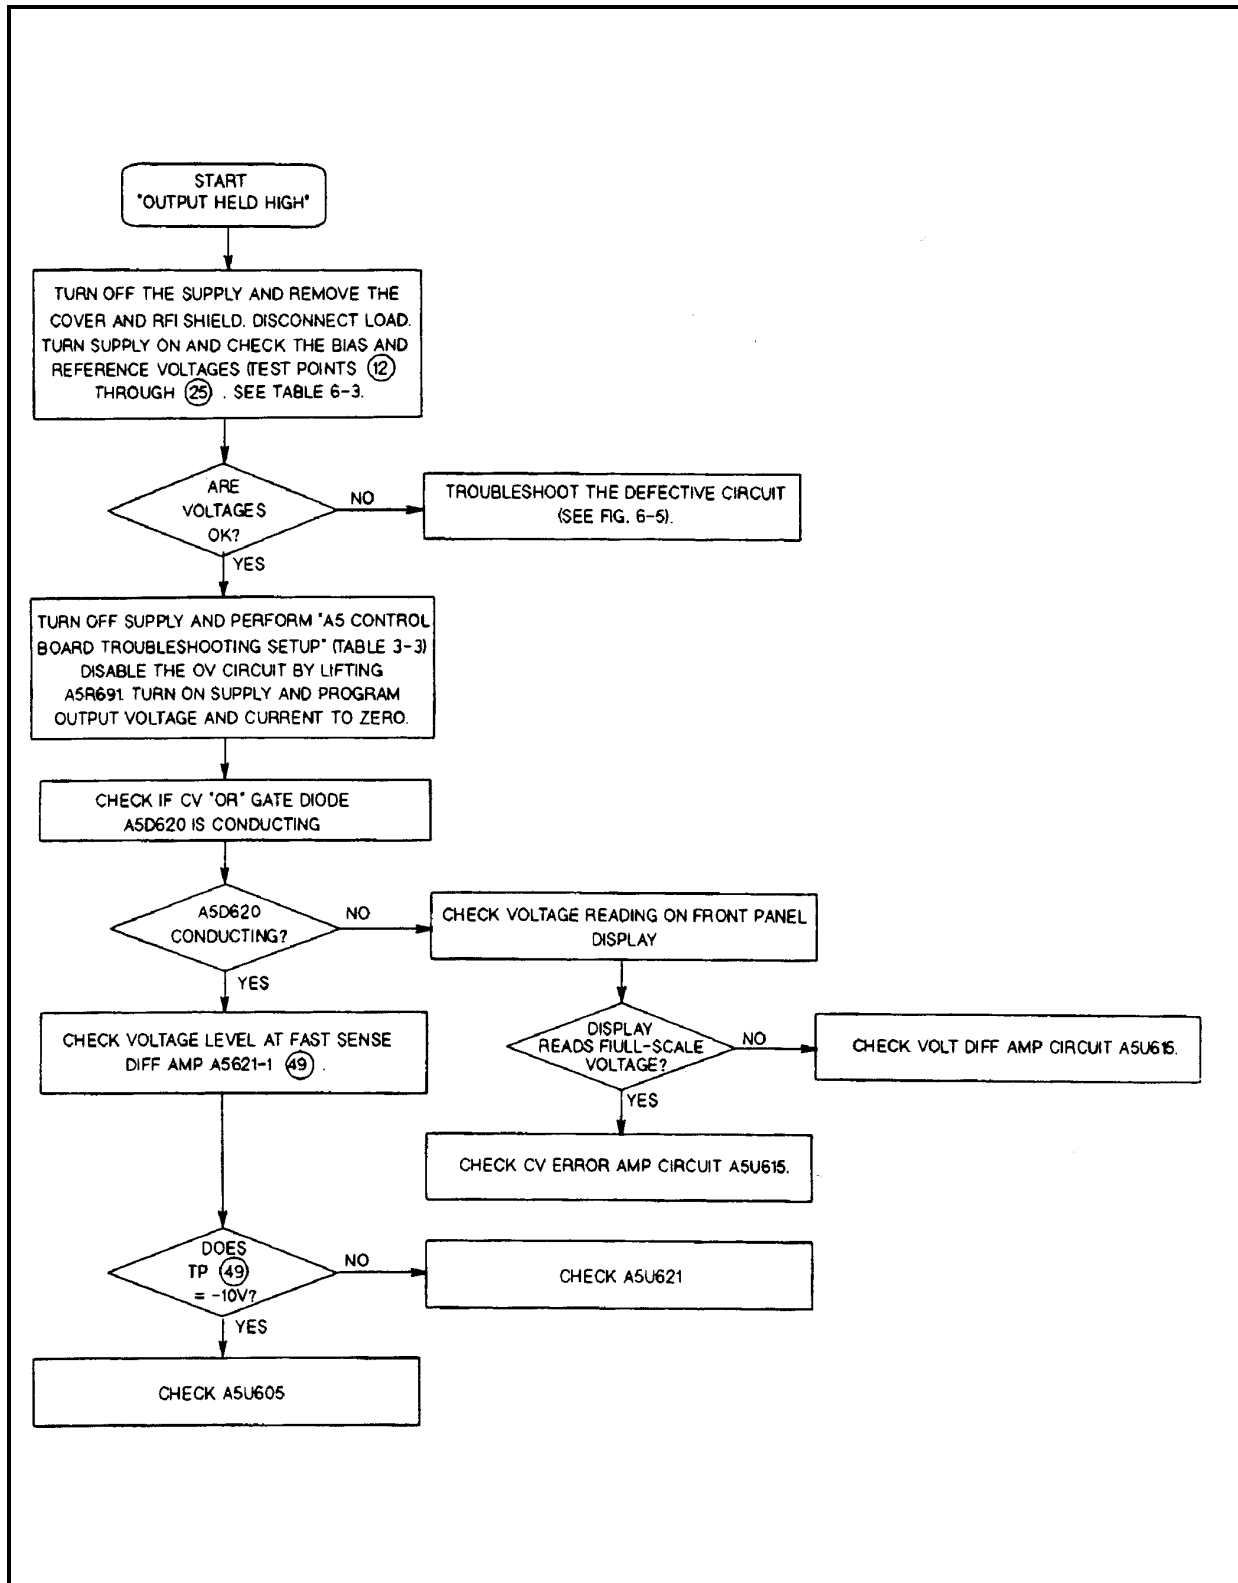 START
"OUTPUT HELD HIGH"
TURN OFF THE SUPPLY AND REMOVE THE
COVER AND RFI SHIELD. DISCONNECT LOAD.
TURN SUPPLY ON AND CHECK THE BIAS AND
REFERENCE VOLTAGES (TEST POINTS 12
THROUGH 25) . SEE TABLE 6-3.
ARE
VOLTAGES
OK?
NO
TROUBLESHOOT THE DEFECTIVE CIRCUIT
(SEE FIG. 6-5).
YES
TURN OFF SUPPLY AND PERFORM "A5 CONTROL
BOARD TROUBLESHOOTING SETUP" (TABLE 3-3)
DISABLE THE OV CIRCUIT BY LIFTING
A5R691. TURN ON SUPPLY AND PROGRAM
OUTPUT VOLTAGE AND CURRENT TO ZERO.
CHECK IF CV "OR" GATE DIODE
A5D620 IS CONDUCTING
A5D620
CONDUCTING?
NO
CHECK VOLTAGE READING ON FRONT PANEL
DISPLAY
YES
CHECK VOLTAGE LEVEL AT FAST SENSE
DIFF AMP A5621-1 49 .
DISPLAY
READS FIULL-SCALE
VOLTAGE?
NO
CHECK VOLT DIFF AMP CIRCUIT A5U615.
YES
CHECK CV ERROR AMP CIRCUIT A5U615.
DOES
TP 49
= -10V?
NO
CHECK A5U621
YES
CHECK A5U605